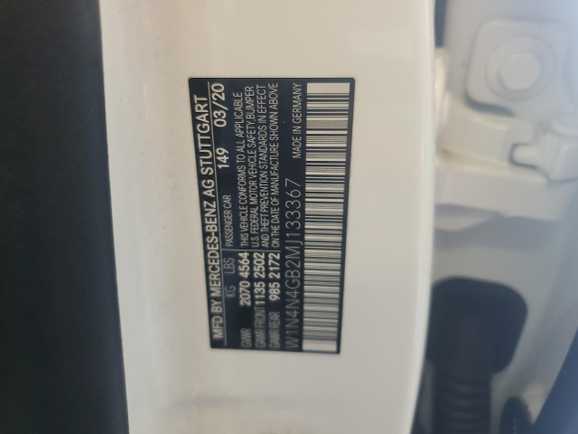 MFD BY MERCEDES-BENZ AG STUTTGART
KG LBS PASSENGER CAR 149 03/20
GVWR 2070 4564 THIS VEHICLE CONFORMS TO ALL APPLICABLE
GAWR FRONT 1135 2502 U.S. FEDERAL MOTOR VEHICLE SAFETY, BUMPER
GAWR REAR 985 2172 AND THEFT PREVENTION STANDARDS IN EFFECT
ON THE DATE OF MANUFACTURE SHOWN ABOVE
W1N4N4GB2MJ133367 MADE IN GERMANY